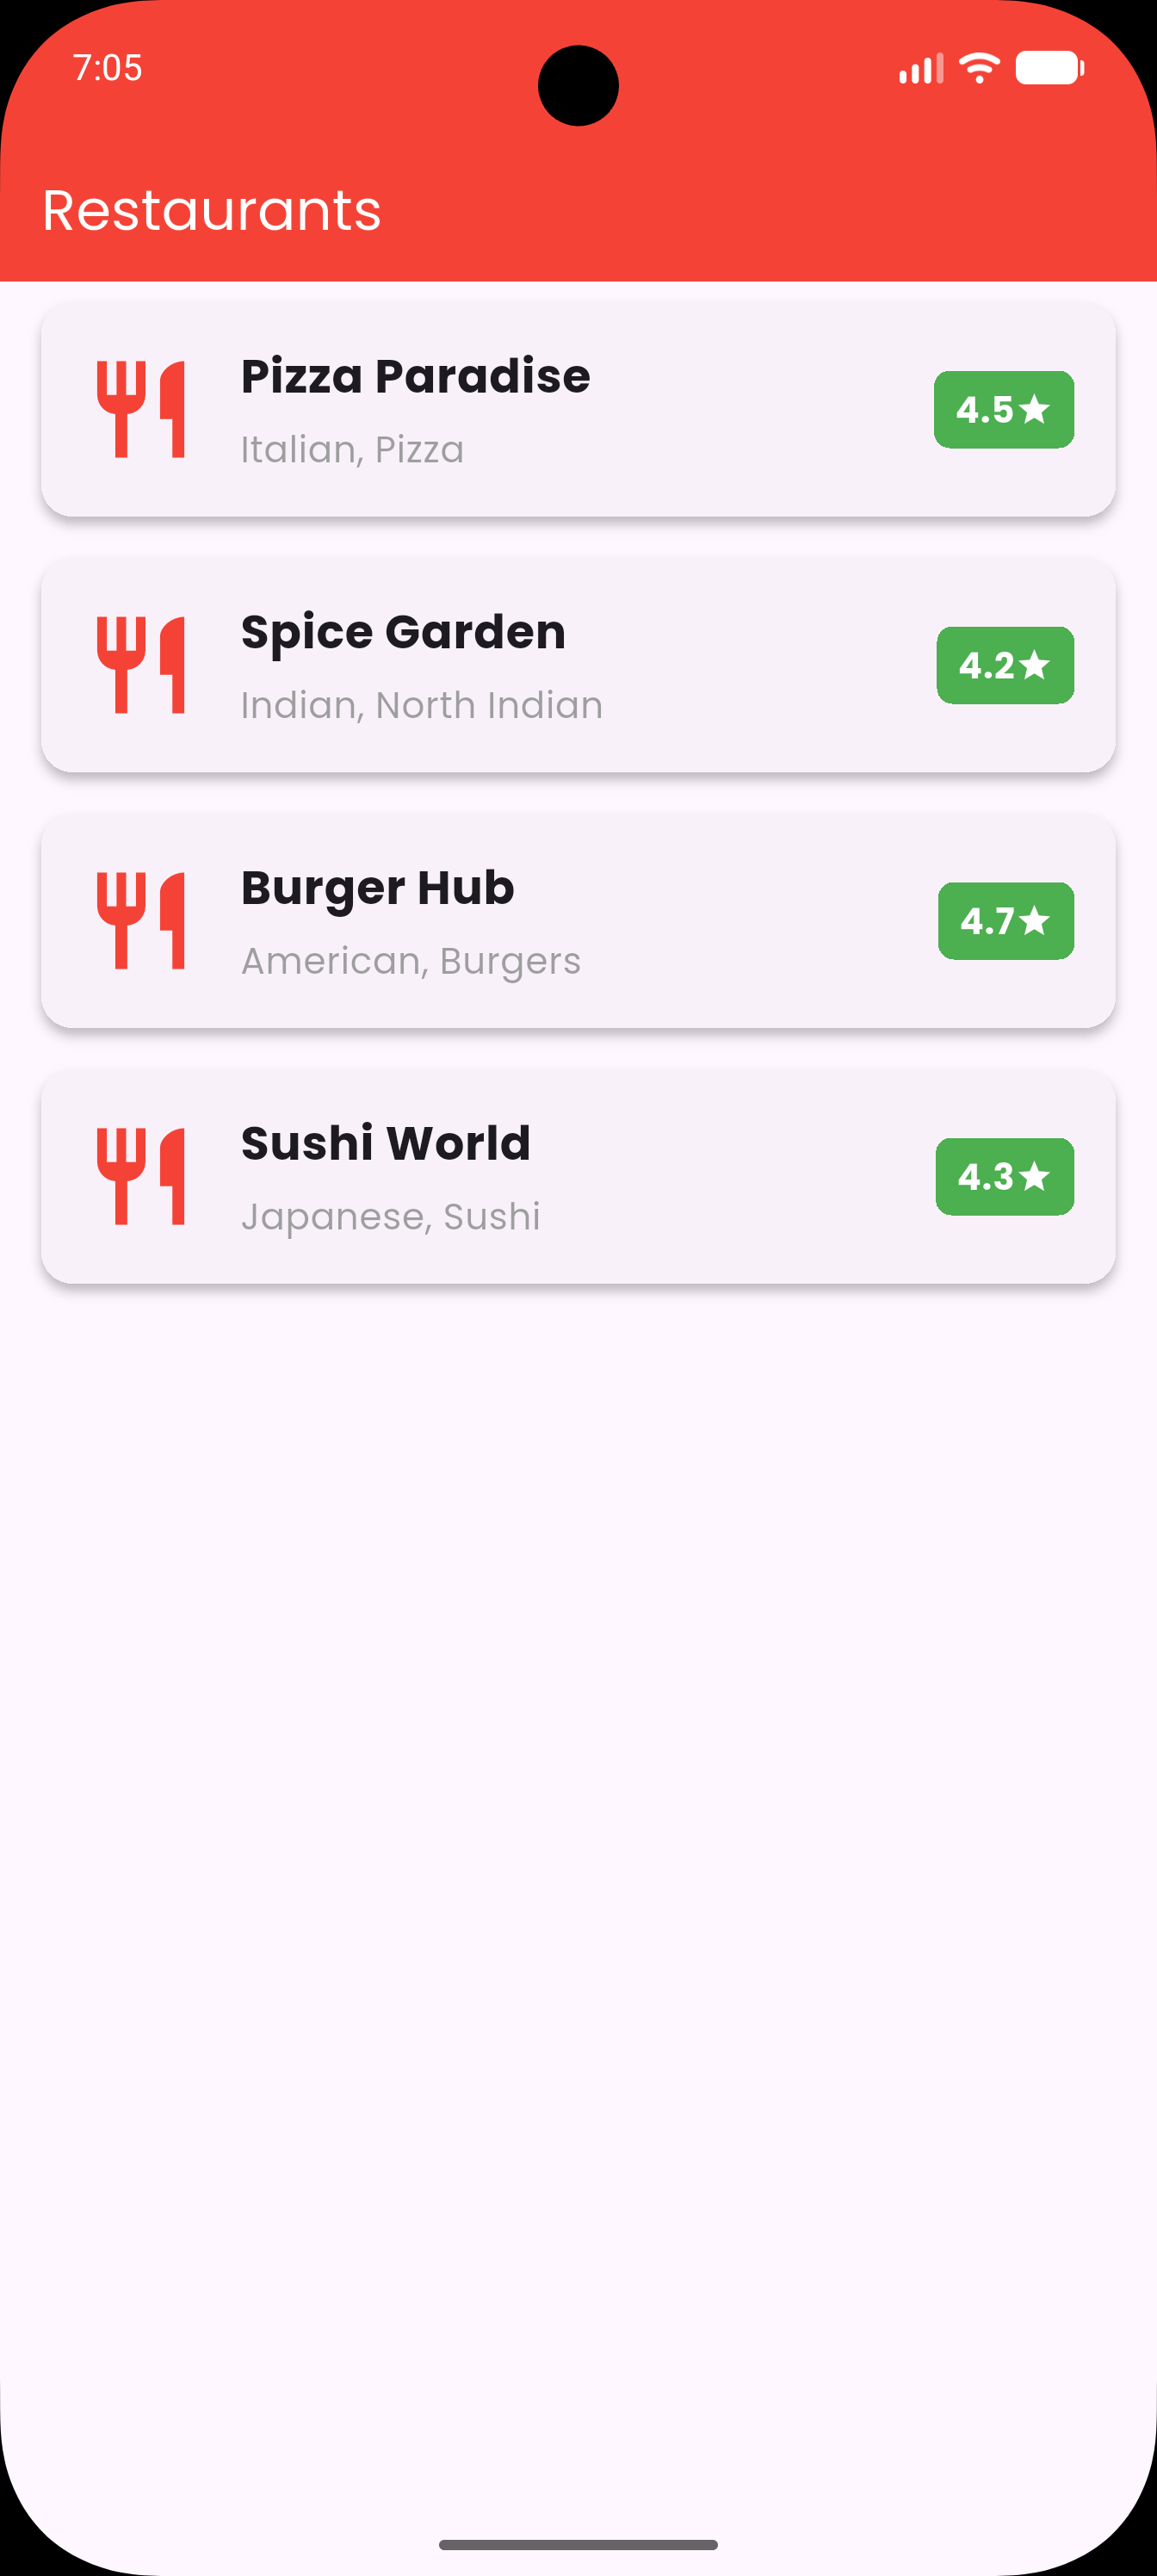 7:05
Restaurants
Pizza Paradise
Italian, Pizza
4.5
Spice Garden
Indian, North Indian
4.2
Burger Hub
American, Burgers
4.7
Sushi World
Japanese, Sushi
4.3